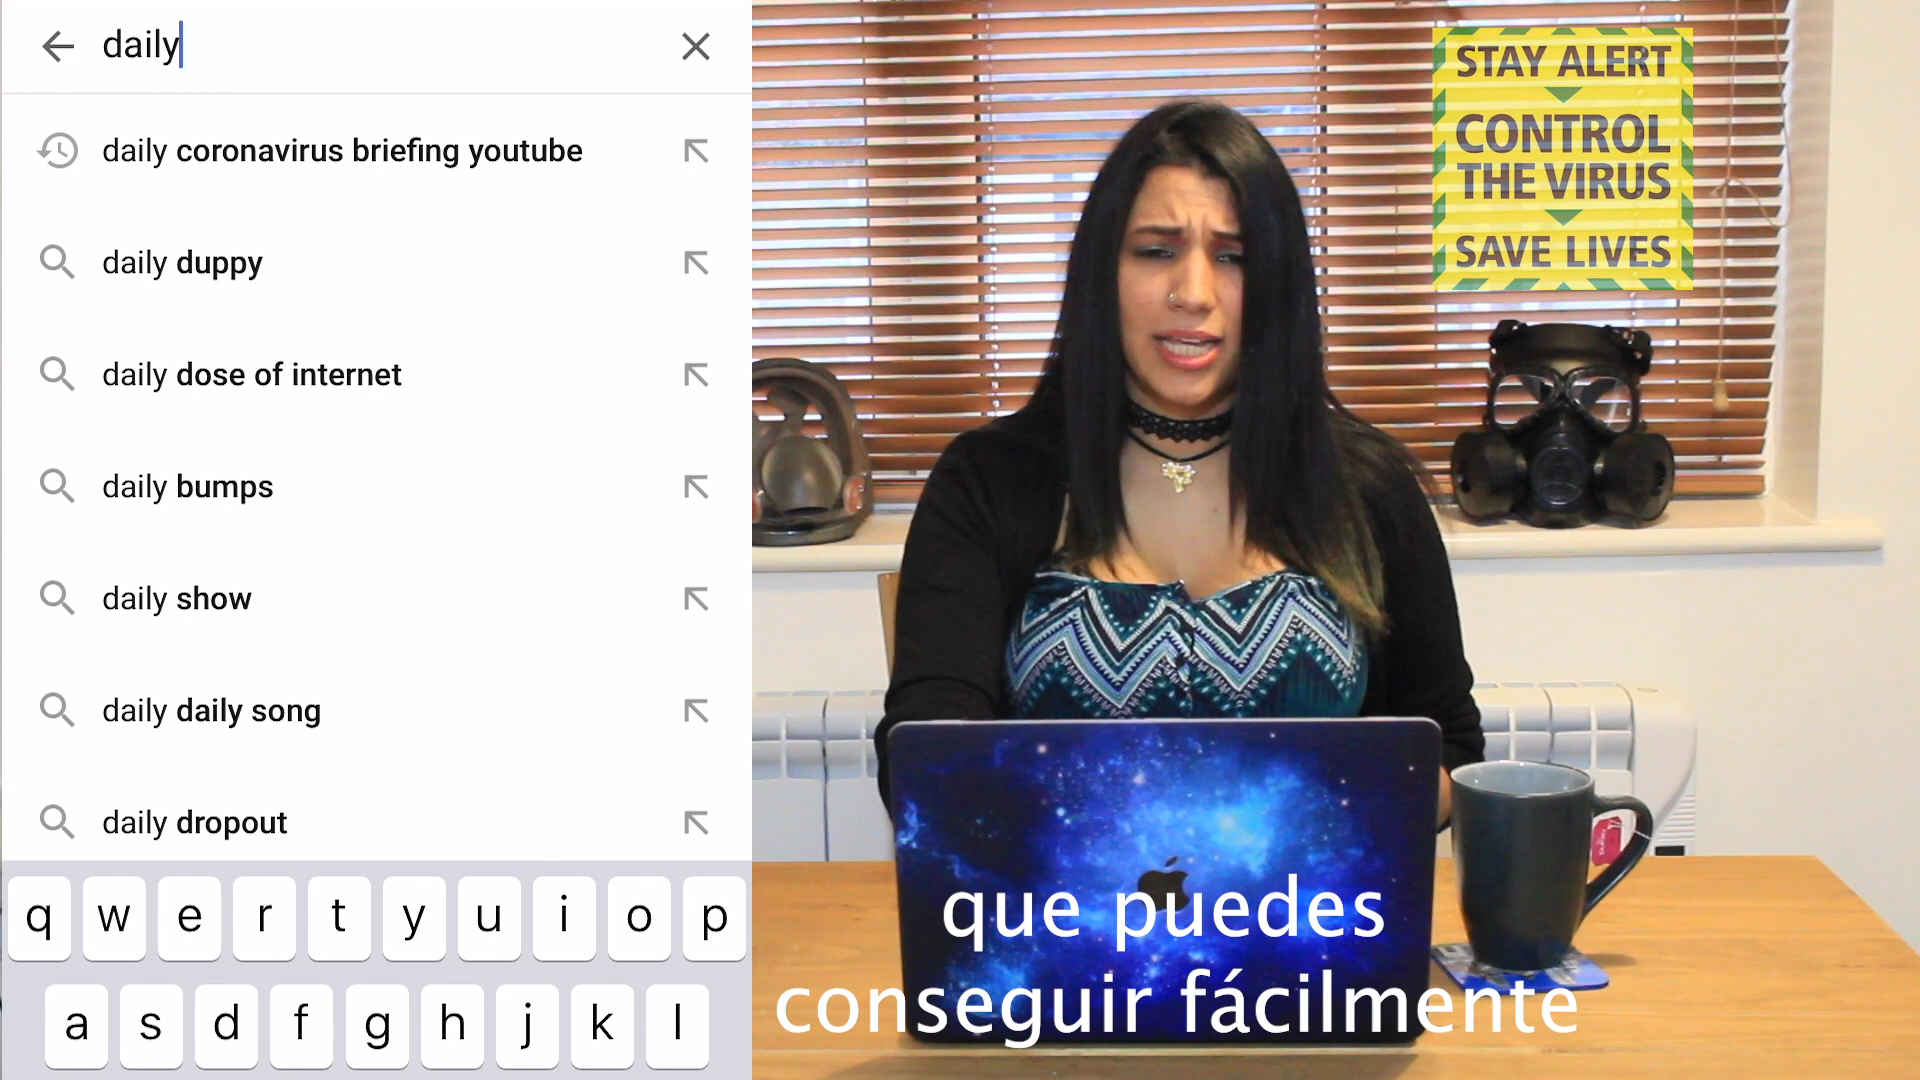 daily
daily coronavirus briefing youtube
daily duppy
daily dose of internet
daily bumps
daily show
daily daily song
daily dropout
q w e r t y u i o p
a s d f g h j k l
STAY ALERT
CONTROL
THE VIRUS
SAVE LIVES
que puedes
conseguir fácilmente